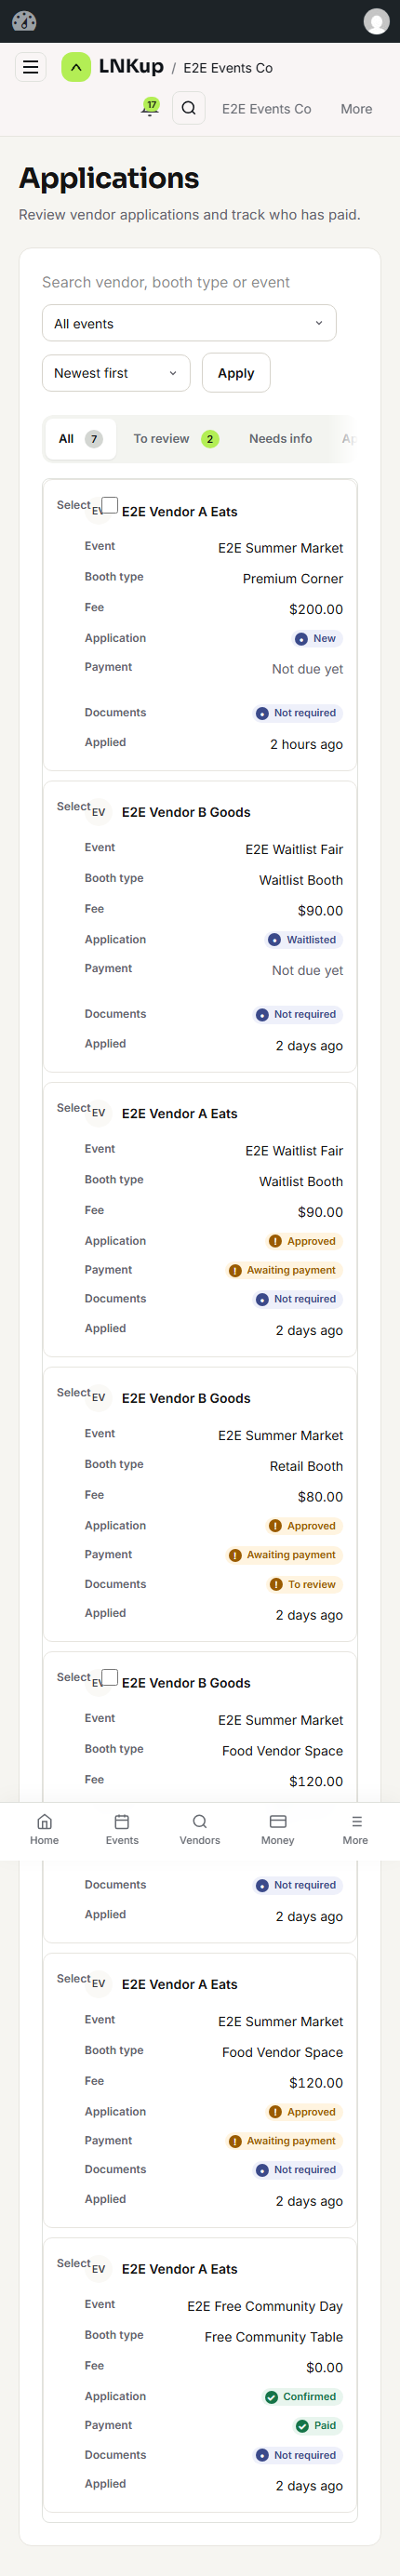 LNKup / E2E Events Co
17 E2E Events Co More
Applications
Review vendor applications and track who has paid.
Search vendor, booth type or event
All events
Newest first Apply
All 7 To review 2 Needs info
Select E2E Vendor A Eats
Event E2E Summer Market
Booth type Premium Corner
Fee $200.00
Application New
Payment Not due yet
Documents Not required
Applied 2 hours ago
Select EV E2E Vendor B Goods
Event E2E Waitlist Fair
Booth type Waitlist Booth
Fee $90.00
Application Waitlisted
Payment Not due yet
Documents Not required
Applied 2 days ago
Select EV E2E Vendor A Eats
Event E2E Waitlist Fair
Booth type Waitlist Booth
Fee $90.00
Application Approved
Payment Awaiting payment
Documents Not required
Applied 2 days ago
Select EV E2E Vendor B Goods
Event E2E Summer Market
Booth type Retail Booth
Fee $80.00
Application Approved
Payment Awaiting payment
Documents To review
Applied 2 days ago
Select E2E Vendor B Goods
Event E2E Summer Market
Booth type Food Vendor Space
Fee $120.00
Home Events Vendors Money More
Documents Not required
Applied 2 days ago
Select EV E2E Vendor A Eats
Event E2E Summer Market
Booth type Food Vendor Space
Fee $120.00
Application Approved
Payment Awaiting payment
Documents Not required
Applied 2 days ago
Select EV E2E Vendor A Eats
Event E2E Free Community Day
Booth type Free Community Table
Fee $0.00
Application Confirmed
Payment Paid
Documents Not required
Applied 2 days ago